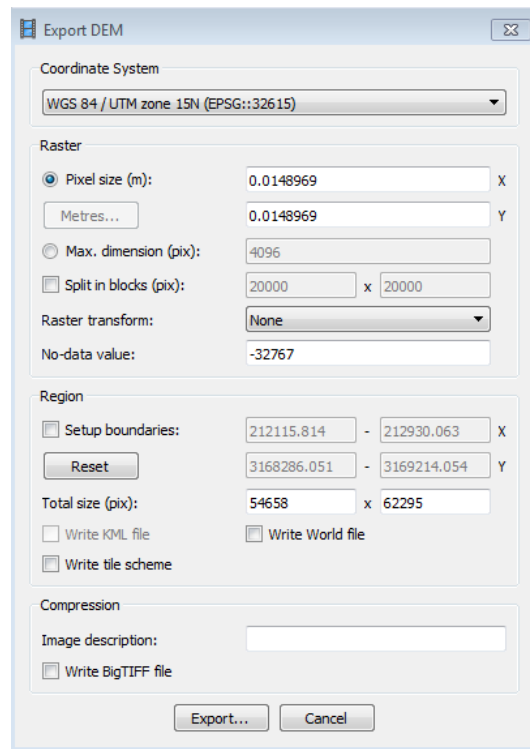 Export DEM
Coordinate System
WGS 84 / UTM zone 15N (EPSG::32615)
Raster
Pixel size (m): 0.0148969 X
Metres... 0.0148969 Y
Max. dimension (pix): 4096
Split in blocks (pix): 20000 x 20000
Raster transform: None
No-data value: -32767
Region
Setup boundaries: 212115.814 - 212930.063 X
Reset 3168286.051 - 3169214.054 Y
Total size (pix): 54658 x 62295
Write KML file Write World file
Write tile scheme
Compression
Image description:
Write BigTIFF file
Export... Cancel